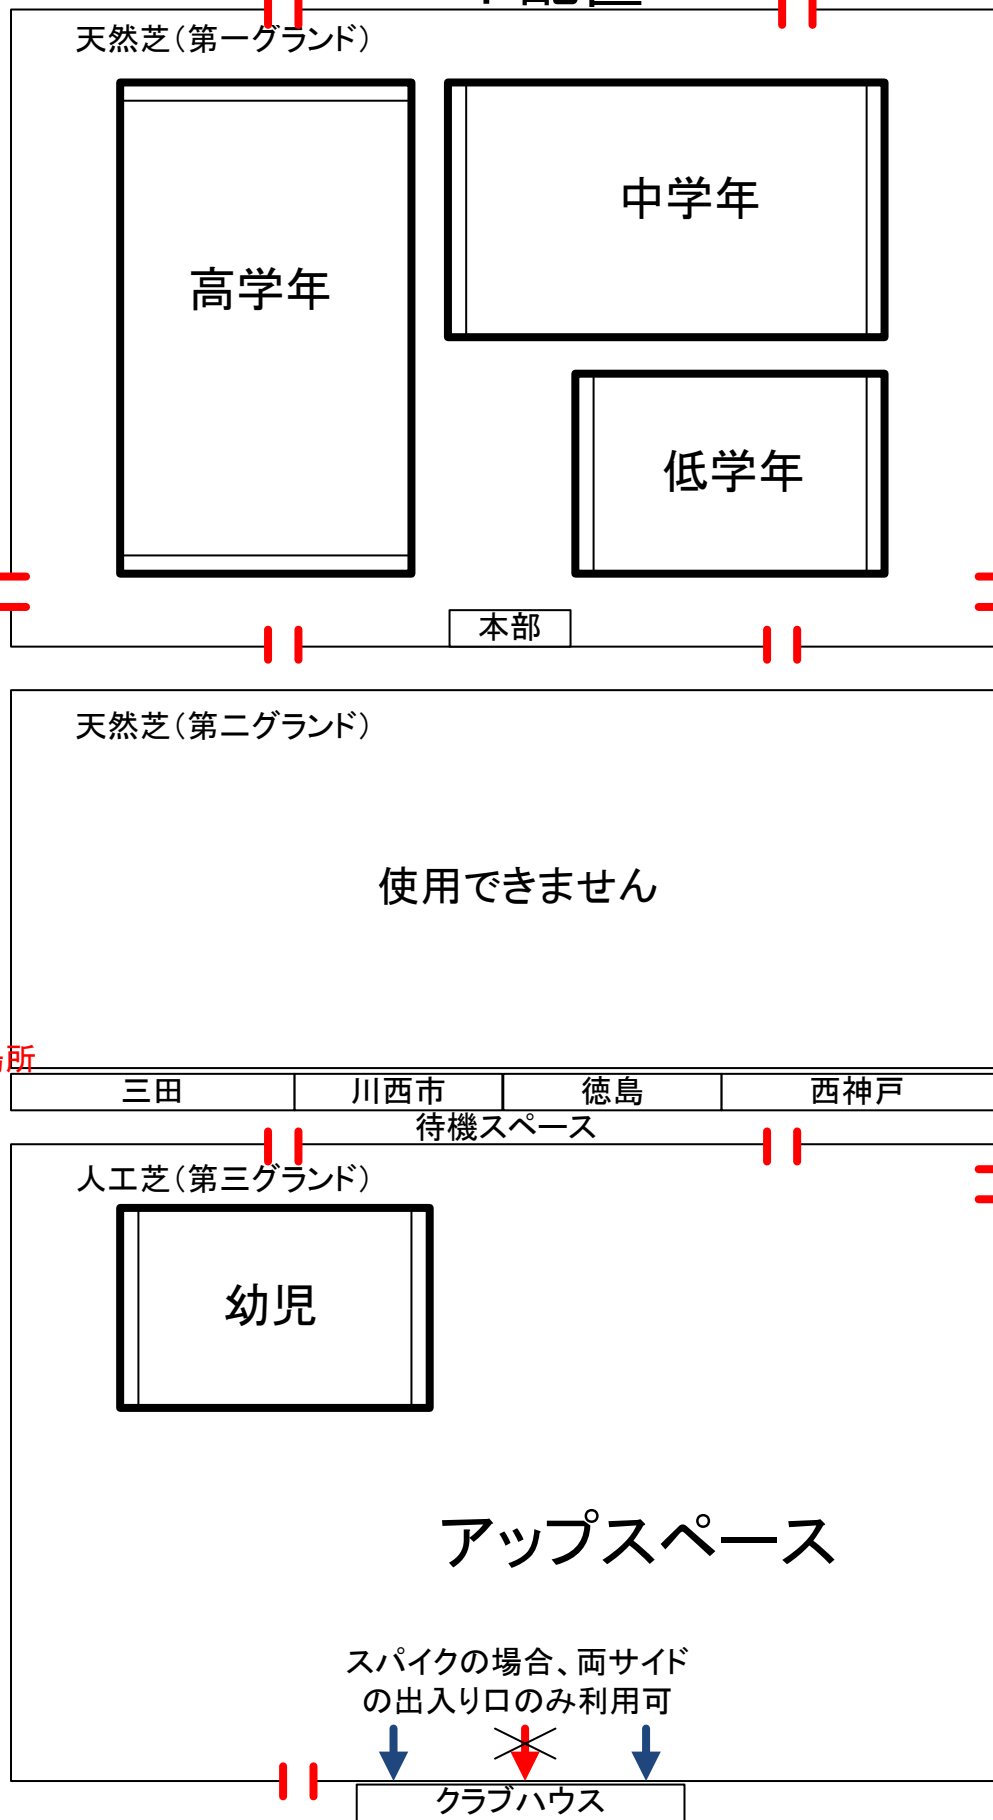 天然芝(第一グランド)
中学年
高学年
低学年
本部
天然芝(第二グランド)
使用できません
所
三田
川西市
徳島
西神戸
待機スペース
人工芝(第三グランド)
幼児
アップスペース
スパイクの場合、両サイド
の出入り口のみ利用可
クラブハウス